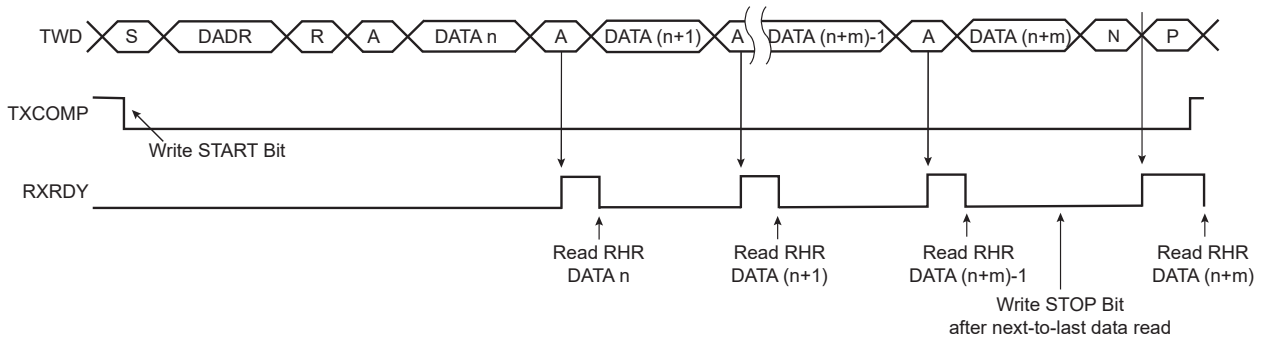 TWD S DADR R A DATA n A DATA (n+1) A DATA (n+m)-1 A DATA (n+m) N P
TXCOMP
Write START Bit
RXRDY
Read RHR
DATA n
Read RHR
DATA (n+1)
Read RHR
DATA (n+m)-1
Read RHR
DATA (n+m)
Write STOP Bit
after next-to-last data read